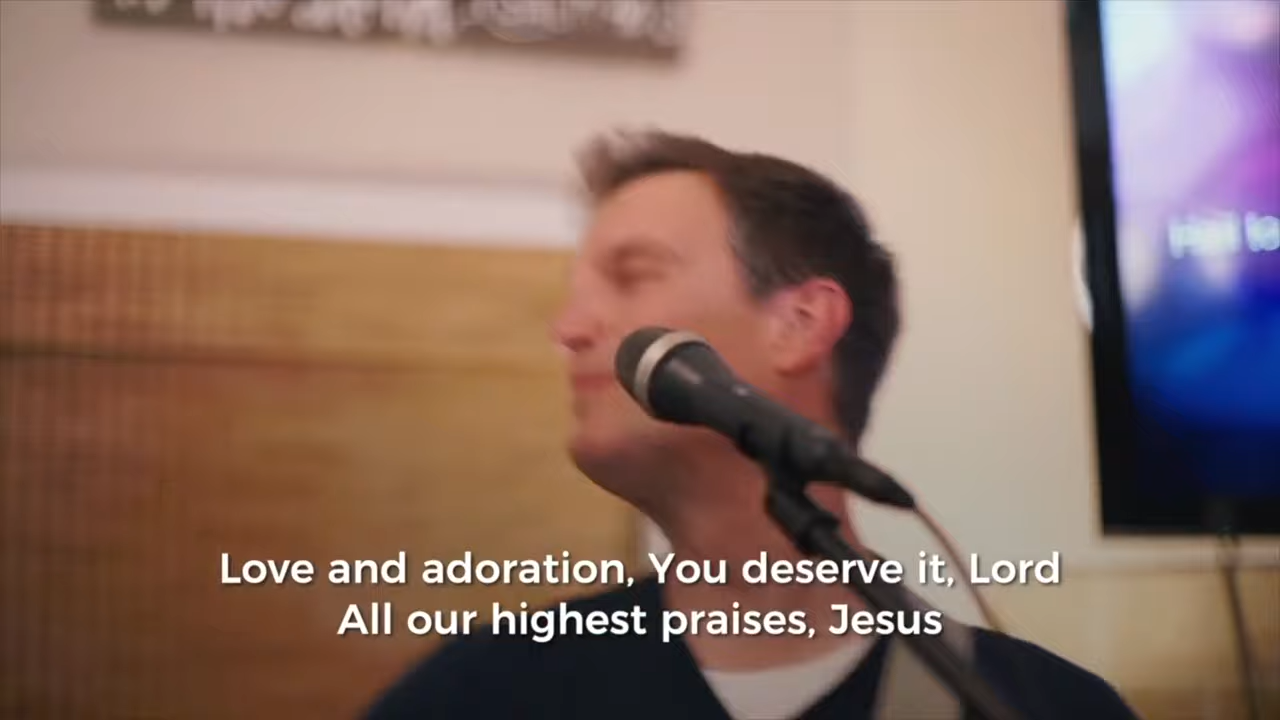 Love and adoration, You deserve it, Lord
All our highest praises, Jesus